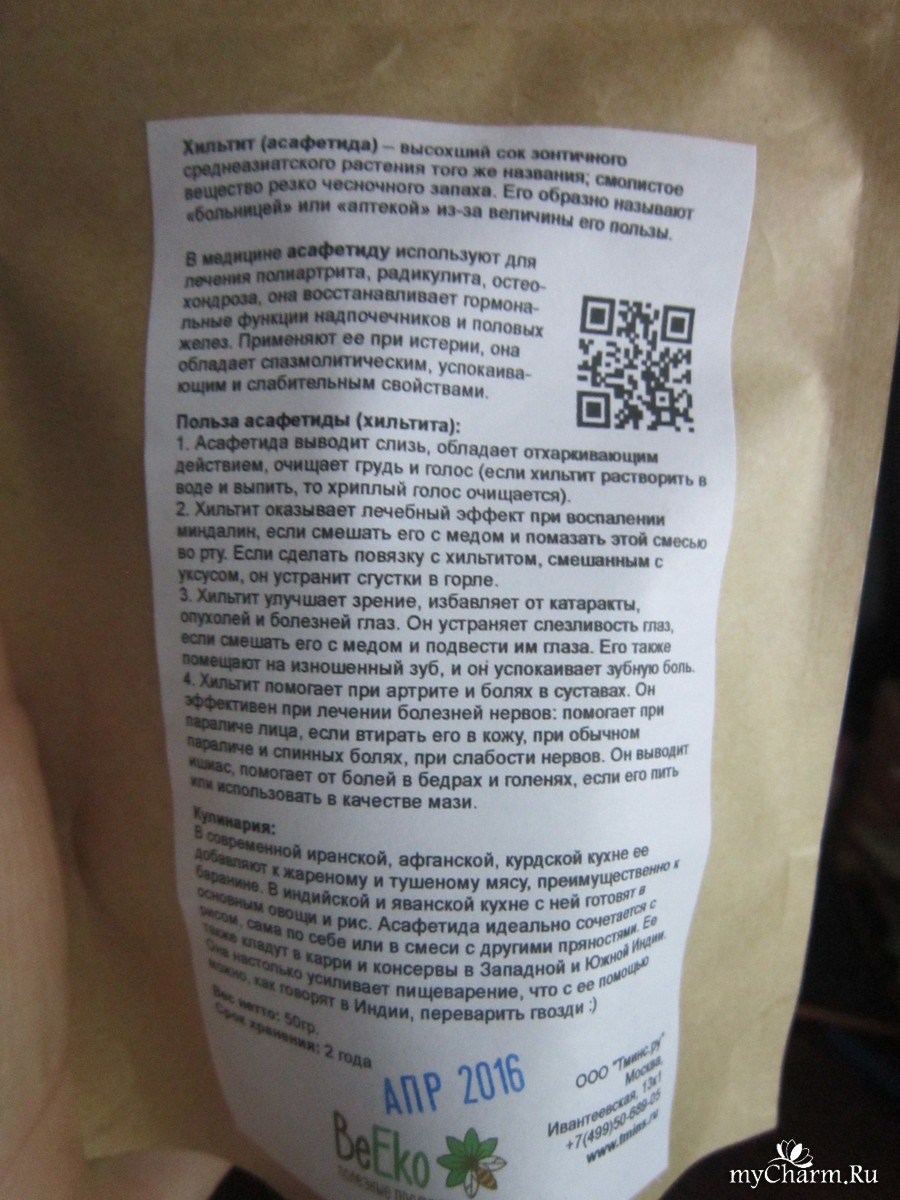 Хильтит (асафетида) – высохший сок зонтичного
среднеазиатского растения того же названия; смолистое
вещество резко чесночного запаха. Его образно называют
«больницей» или «аптекой» из-за величины его пользы.
В медицине асафетиду используют для
лечения полиартрита, радикулита, остео-
хондроза, она восстанавливает гормона-
льные функции надпочечников и половых
желез. Применяют ее при истерии, она
обладает спазмолитическим, успокаива-
ющим и слабительным свойствами.
Польза асафетиды (хильтита):
1. Асафетида выводит слизь, обладает отхаркивающим
действием, очищает грудь и голос (если хильтит растворить в
воде и выпить, то хриплый голос очищается).
2. Хильтит оказывает лечебный эффект при воспалении
миндалин, если смешать его с медом и помазать этой смесью
во рту. Если сделать повязку с хильтитом, смешанным с
уксусом, он устранит сгустки в горле.
3. Хильтит улучшает зрение, избавляет от катаракты,
опухолей и болезней глаз. Он устраняет слезливость глаз,
если смешать его с медом и подвести им глаза. Его также
помещают на изношенный зуб, и он успокаивает зубную боль.
4. Хильтит помогает при артрите и болях в суставах. Он
эффективен при лечении болезней нервов: помогает при
параличе лица, если втирать его в кожу, при обычном
параличе и спинных болях, при слабости нервов. Он выводит
ишиас, помогает от болей в бедрах и голенях, если его пить
или использовать в качестве мази.
Кулинария:
В современной иранской, афганской, курдской кухне ее
добавляют к жареному и тушеному мясу, преимущественно к
баранине. В индийской и яванской кухне с ней готовят в
основным овощи и рис. Асафетида идеально сочетается с
рисом, сама по себе или в смеси с другими пряностями. Ее
также кладут в карри и консервы в Западной и Южной Индии.
Она настолько усиливает пищеварение, что с ее помощью
можно, как говорят в Индии, переварить гвозди :)
Вес нетто: 50гр.
Срок хранения: 2 года
АПР 2016
ООО "Тминс.ру"
Москва,
Ивантеевская, 13к1
+7(499)50-689-05
www.tmins.ru
BeEko
полезные
myCharm.Ru